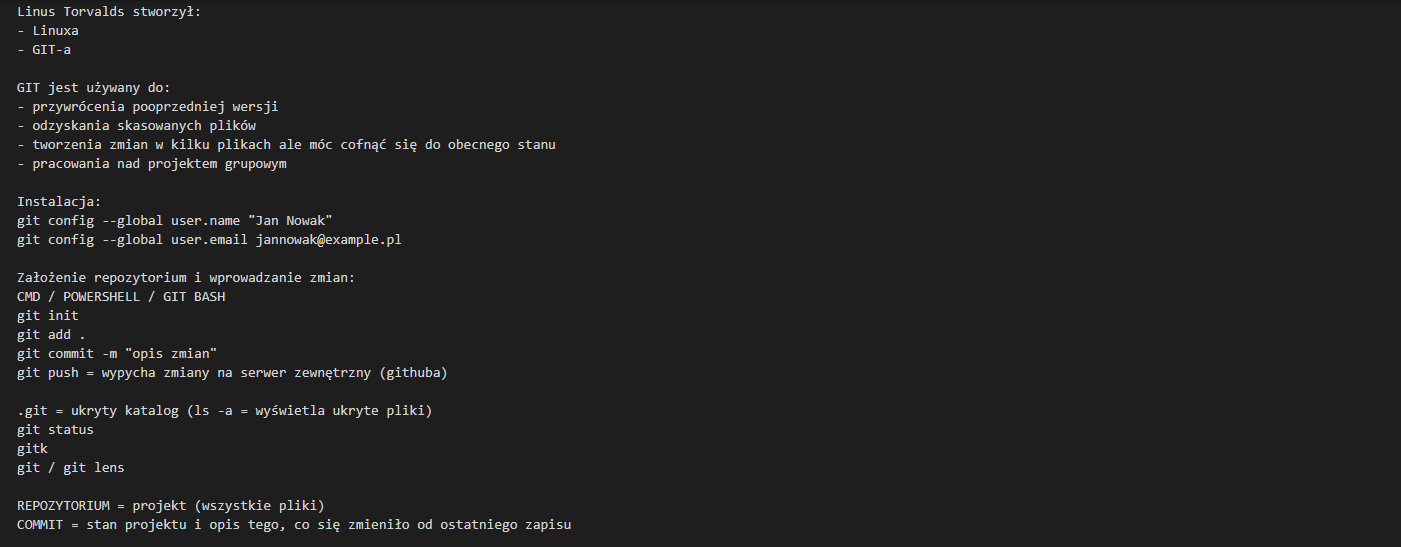 Linus Torvalds stworzył:
- Linuxa
- GIT-a
GIT jest używany do:
- przywrócenia pooprzedniej wersji
- odzyskania skasowanych plików
- tworzenia zmian w kilku plikach ale móc cofnąć się do obecnego stanu
- pracowania nad projektem grupowym
Instalacja:
git config --global user.name "Jan Nowak"
git config --global user.email jannowak@example.pl
Założenie repozytorium i wprowadzanie zmian:
CMD / POWERSHELL / GIT BASH
git init
git add .
git commit -m "opis zmian"
git push = wypycha zmiany na serwer zewnętrzny (githuba)
.git = ukryty katalog (ls -a = wyświetla ukryte pliki)
git status
gitk
git / git lens
REPOZYTORIUM = projekt (wszystkie pliki)
COMMIT = stan projektu i opis tego, co się zmieniło od ostatniego zapisu